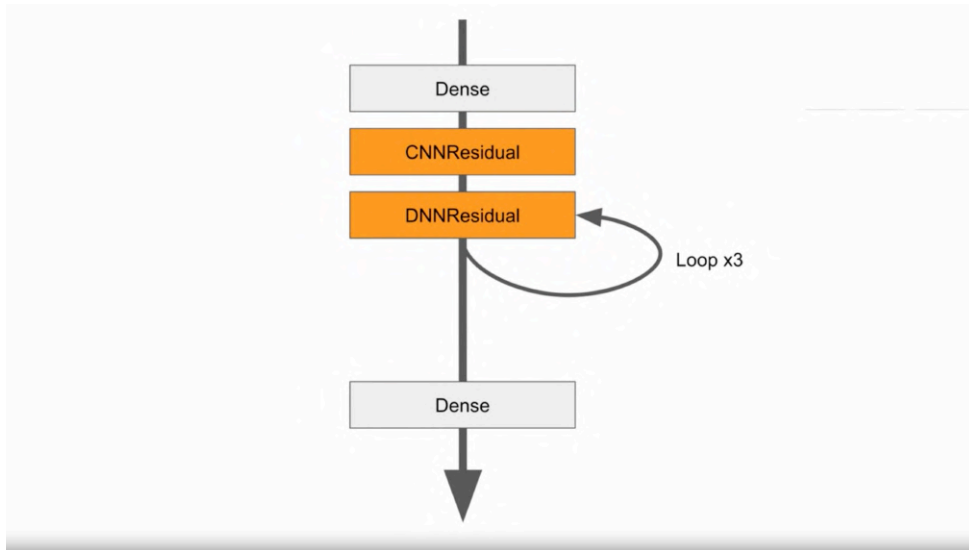 Dense
CNNResidual
DNNResidual
Loop x3
Dense